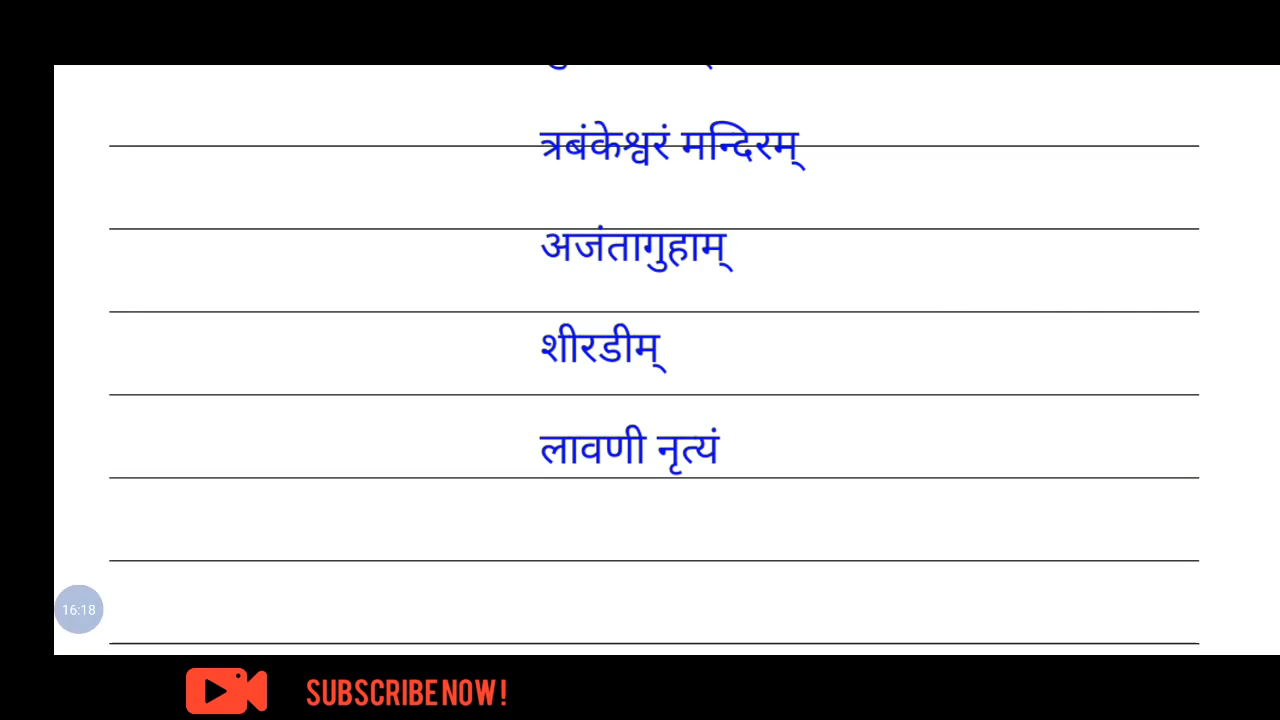 त्रबंकेश्वरं मन्दिरम्
अजंतागुहाम्
शीरडीम्
लावणी नृत्यं
16:18
SUBSCRIBE NOW!